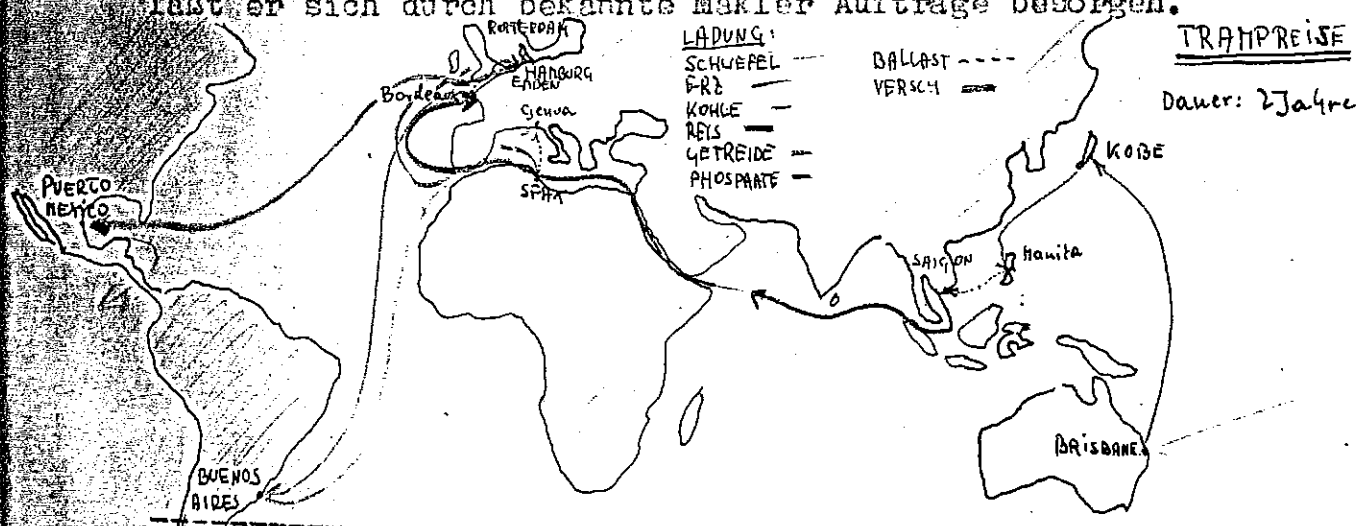 läßt er sich durch bekannte Makler Aufträge besorgen.
TRAMPREISE
Dauer: 2 Jahre
LADUNG:
SCHWEFEL
ERZ
KOHLE
REIS
GETREIDE
PHOSPHATE
BALLAST
VERSCH
ROTTERDAM
HAMBURG
EMDEN
Bordeaux
Genua
SFAX
PUERTO
MEXICO
BUENOS
AIRES
KOBE
SAIGON
Manila
BRISBANE